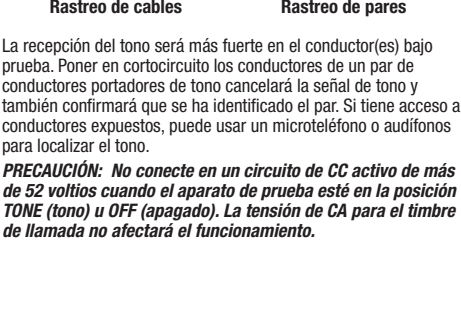 Rastreo de cables Rastreo de pares
La recepción del tono será más fuerte en el conductor(es) bajo
prueba. Poner en cortocircuito los conductores de un par de
conductores portadores de tono cancelará la señal de tono y
también confirmará que se ha identificado el par. Si tiene acceso a
conductores expuestos, puede usar un microteléfono o audífonos
para localizar el tono.
PRECAUCIÓN: No conecte en un circuito de CC activo de más
de 52 voltios cuando el aparato de prueba esté en la posición
TONE (tono) u OFF (apagado). La tensión de CA para el timbre
de llamada no afectará el funcionamiento.